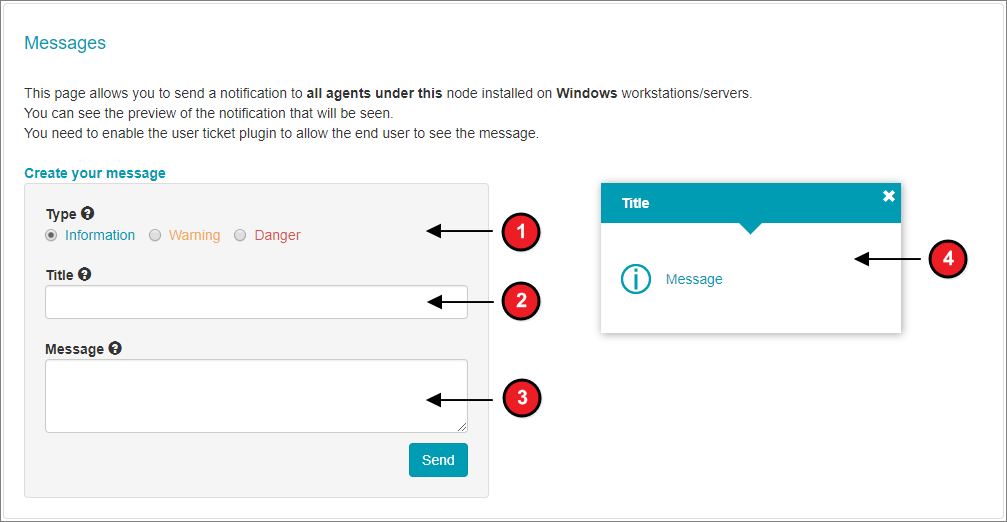 Messages
This page allows you to send a notification to all agents under this node installed on Windows workstations/servers.
You can see the preview of the notification that will be seen.
You need to enable the user ticket plugin to allow the end user to see the message.
Create your message
Type
Information Warning Danger
1
Title
2
Message
3
Send
Title
Message
4